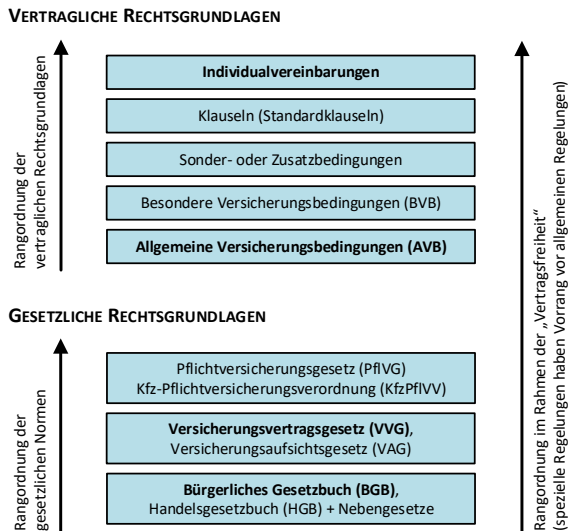 VERTRAGLICHE RECHTSGRUNDLAGEN
Rangordnung der
vertraglichen Rechtsgrundlagen
Individualvereinbarungen
Klauseln (Standardklauseln)
Sonder- oder Zusatzbedingungen
Besondere Versicherungsbedingungen (BVB)
Allgemeine Versicherungsbedingungen (AVB)
GESETZLICHE RECHTSGRUNDLAGEN
Rangordnung der
gesetzlichen Normen
Pflichtversicherungsgesetz (PflVG)
Kfz-Pflichtversicherungsverordnung (KfzPflVV)
Versicherungsvertragsgesetz (VVG),
Versicherungsaufsichtsgesetz (VAG)
Bürgerliches Gesetzbuch (BGB),
Handelsgesetzbuch (HGB) + Nebengesetze
Rangordnung im Rahmen der „Vertragsfreiheit“
(spezielle Regelungen haben Vorrang vor allgemeinen Regelungen)